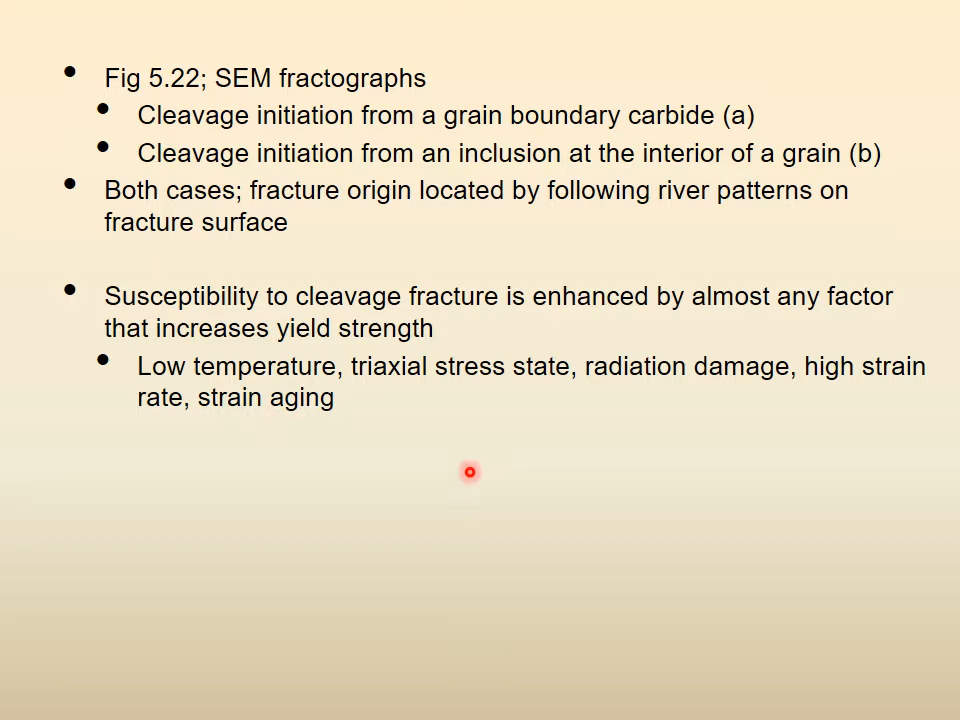 • Fig 5.22; SEM fractographs
• Cleavage initiation from a grain boundary carbide (a)
• Cleavage initiation from an inclusion at the interior of a grain (b)
• Both cases; fracture origin located by following river patterns on
fracture surface
• Susceptibility to cleavage fracture is enhanced by almost any factor
that increases yield strength
• Low temperature, triaxial stress state, radiation damage, high strain
rate, strain aging